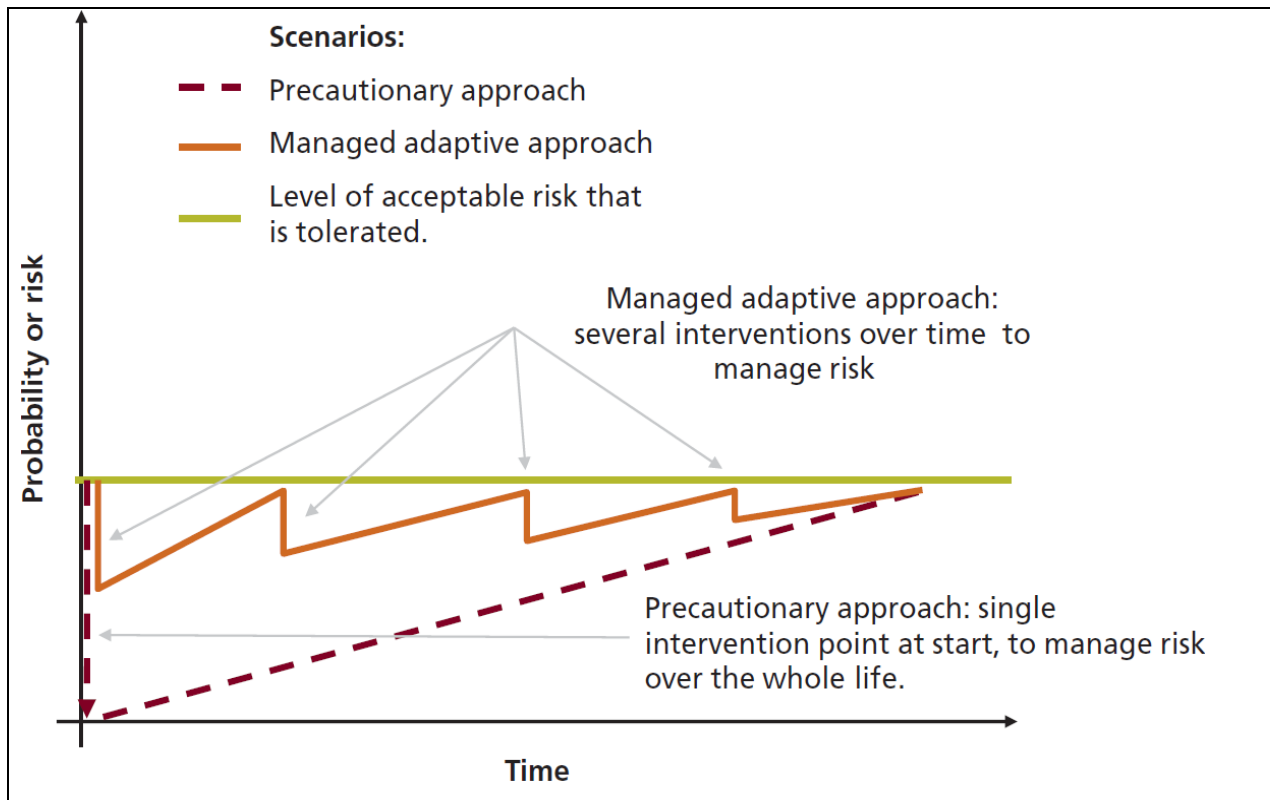 Scenarios:
Precautionary approach
Managed adaptive approach
Level of acceptable risk that
is tolerated.
Probability or risk
Managed adaptive approach:
several interventions over time to
manage risk
Precautionary approach: single
intervention point at start, to manage risk
over the whole life.
Time